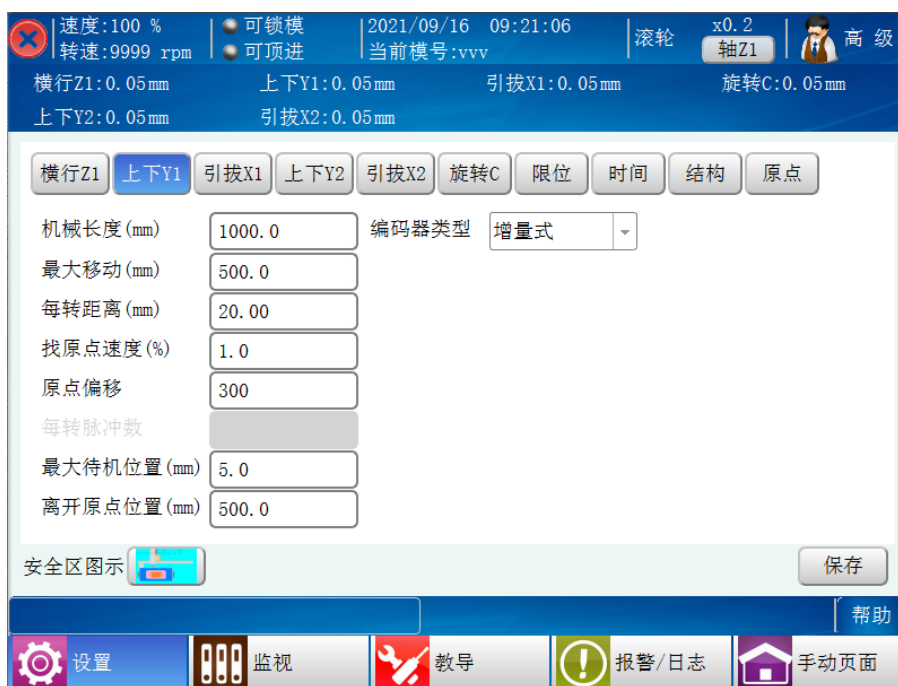 速度:100 % 可锁模 2021/09/16 09:21:06 滚轮 x0.2 高 级
转速:9999 rpm 可顶进 当前模号:vvv 轴Z1
横行Z1:0.05mm 上下Y1:0.05mm 引拔X1:0.05mm 旋转C:0.05mm
上下Y2:0.05mm 引拔X2:0.05mm
横行Z1 上下Y1 引拔X1 上下Y2 引拔X2 旋转C 限位 时间 结构 原点
机械长度(mm) 1000.0 编码器类型 增量式
最大移动(mm) 500.0
每转距离(mm) 20.00
找原点速度(%) 1.0
原点偏移 300
每转脉冲数
最大待机位置(mm) 5.0
离开原点位置(mm) 500.0
安全区图示 保存
帮助
设置 监视 教导 报警/日志 手动页面